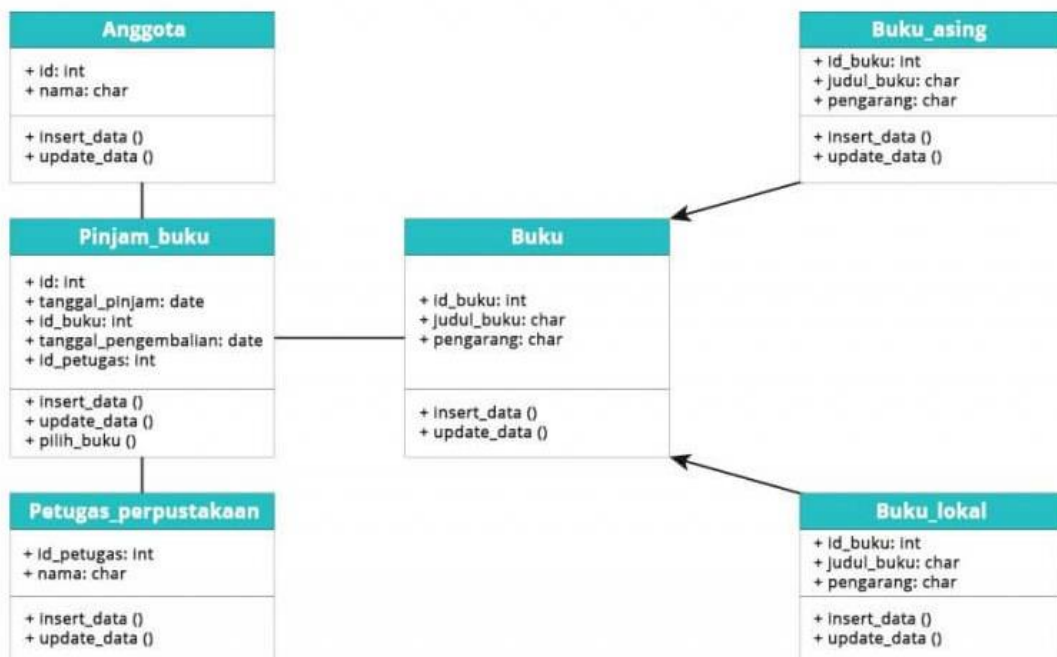 Anggota
+ id: int
+ nama: char
+ insert_data ()
+ update_data ()
Buku_asing
+ id_buku: int
+ judul_buku: char
+ pengarang: char
+ insert_data ()
+ update_data ()
Pinjam_buku
+ id: int
+ tanggal_pinjam: date
+ id_buku: int
+ tanggal_pengembalian: date
+ id_petugas: int
+ insert_data ()
+ update_data ()
+ pilih_buku ()
Buku
+ id_buku: int
+ judul_buku: char
+ pengarang: char
+ insert_data ()
+ update_data ()
Petugas_perpustakaan
+ id_petugas: int
+ nama: char
+ insert_data ()
+ update_data ()
Buku_lokal
+ id_buku: int
+ judul_buku: char
+ pengarang: char
+ insert_data ()
+ update_data ()